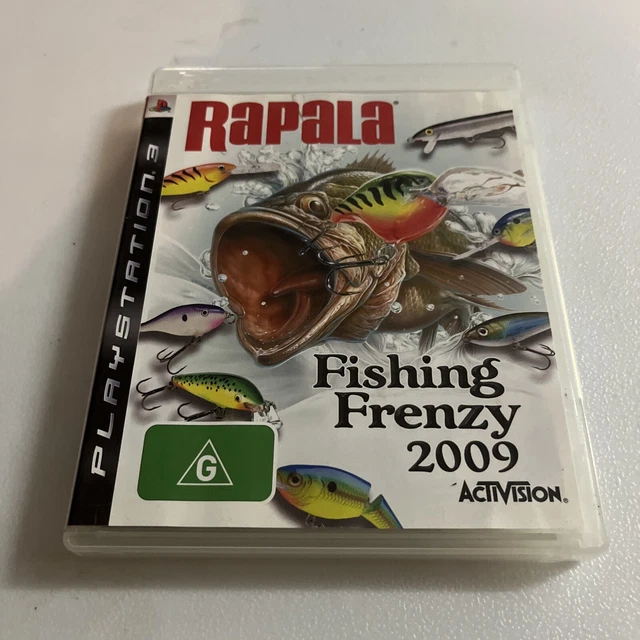 RAPALA
PLAYSTATION 3
Fishing
Frenzy
2009
G
ACTIVISION